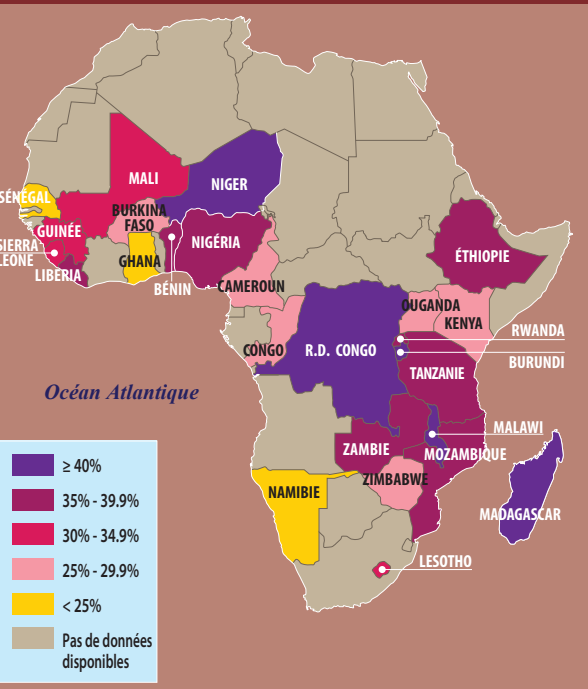 MALI
NIGER
SÉNÉGAL
BURKINA
FASO
GUINÉE
NIGÉRIA
SIERRA
LEONE
GHANA
ÉTHIOPIE
LIBERIA
BÉNIN
CAMEROUN
OUGANDA
KENYA
RWANDA
CONGO
R.D. CONGO
BURUNDI
TANZANIE
Océan Atlantique
MALAWI
ZAMBIE
MOZAMBIQUE
ZIMBABWE
NAMIBIE
MADAGASCAR
LESOTHO
≥ 40%
35% - 39.9%
30% - 34.9%
25% - 29.9%
< 25%
Pas de données
disponibles